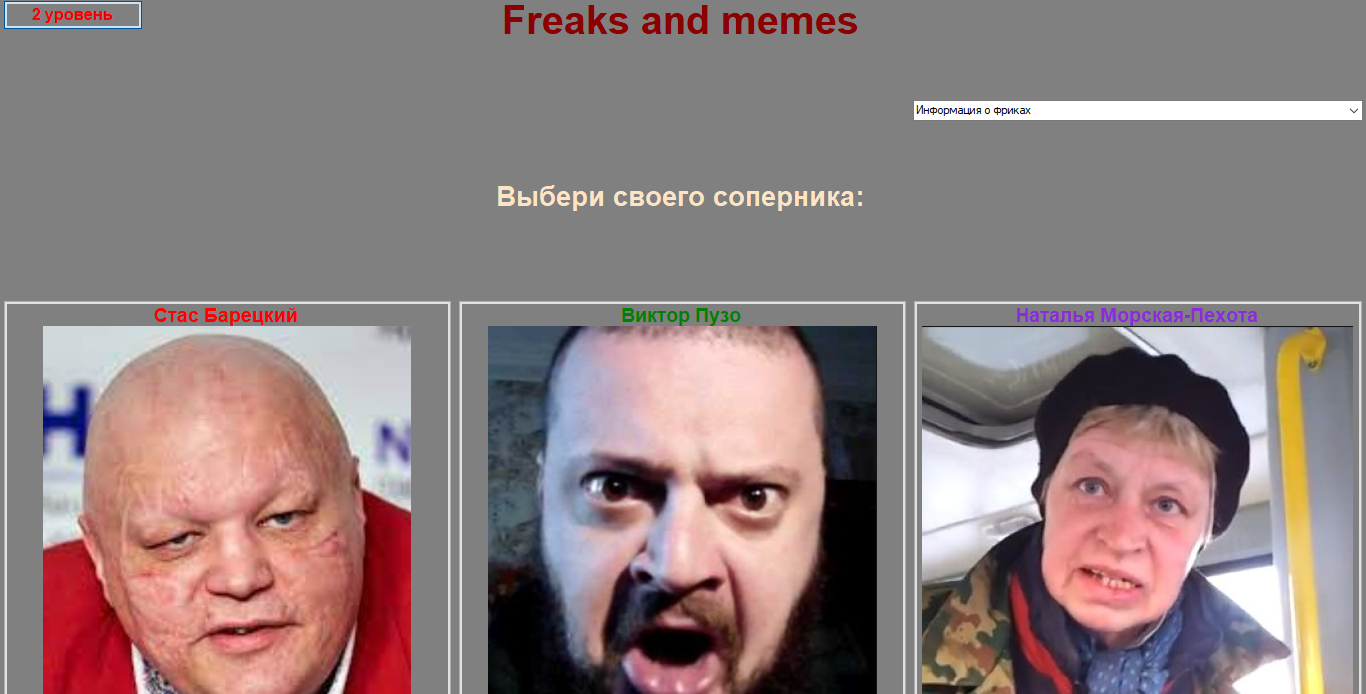 2 уровень
Freaks and memes
Информация о фриках
Выбери своего соперника:
Стас Барецкий
Виктор Пузо
Наталья Морская-Пехота
Н
N